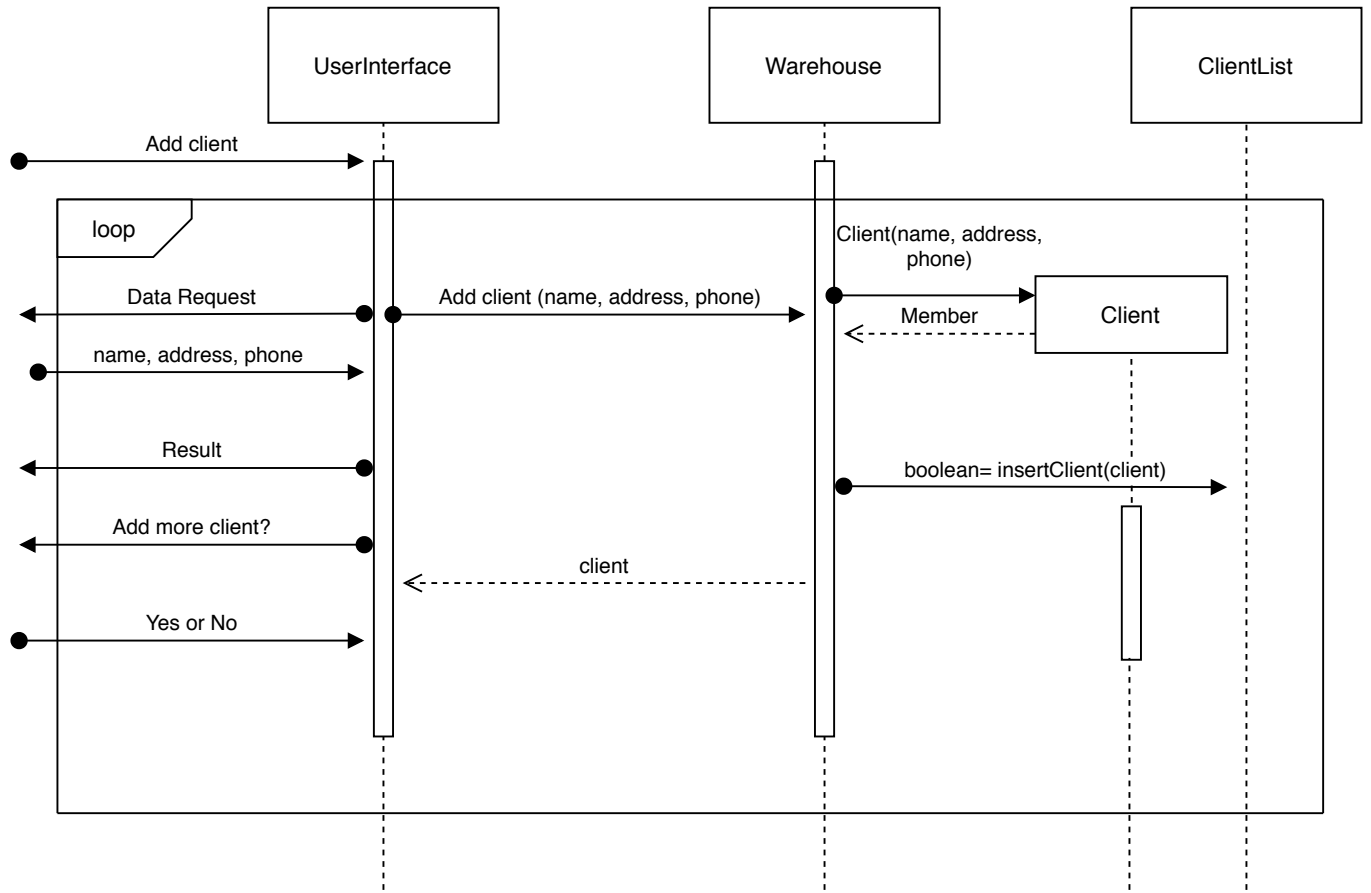 UserInterface
Warehouse
ClientList
Add client
loop
Client(name, address,
phone)
Data Request
Add client (name, address, phone)
Member
Client
name, address, phone
Result
boolean= insertClient(client)
Add more client?
client
Yes or No